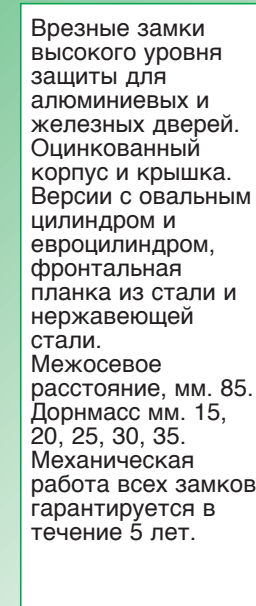 Врезные замки
высокого уровня
защиты для
алюминиевых и
железных дверей.
Оцинкованный
корпус и крышка.
Версии с овальным
цилиндром и
евроцилиндром,
фронтальная
планка из стали и
нержавеющей
стали.
Межосевое
расстояние, мм. 85.
Дорнмасс мм. 15,
20, 25, 30, 35.
Механическая
работа всех замков
гарантируется в
течение 5 лет.